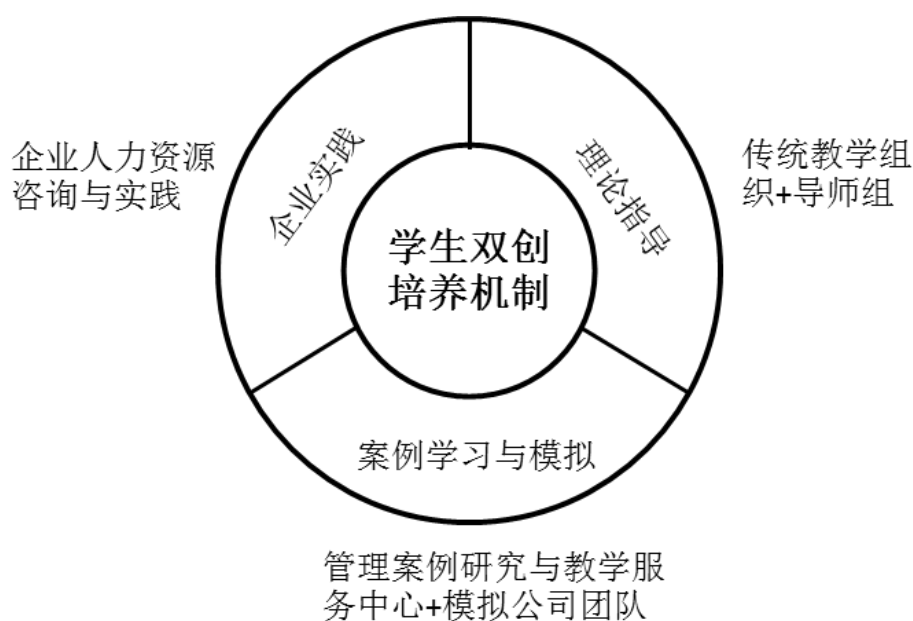 企业人力资源
咨询与实践
企业实践
理论指导
传统教学组
织+导师组
学生双创
培养机制
案例学习与模拟
管理案例研究与教学服
务中心+模拟公司团队